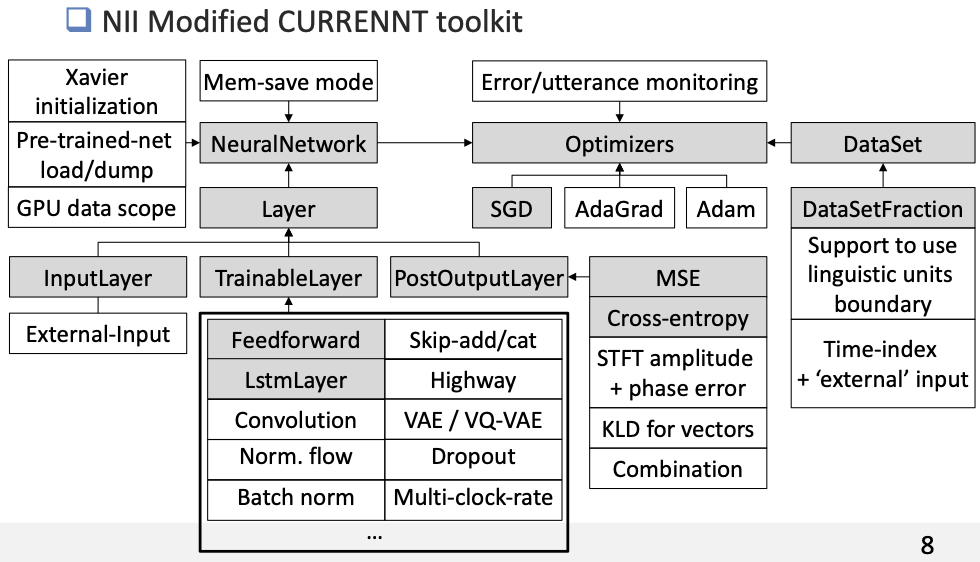 NII Modified CURRENNT toolkit
Xavier
initialization
Pre-trained-net
load/dump
GPU data scope
Mem-save mode
NeuralNetwork
Layer
Error/utterance monitoring
Optimizers
SGD
AdaGrad
Adam
DataSet
DataSetFraction
Support to use
linguistic units
boundary
Time-index
+ ‘external’ input
InputLayer
External-Input
TrainableLayer
PostOutputLayer
Feedforward
Skip-add/cat
LstmLayer
Highway
Convolution
VAE / VQ-VAE
Norm. flow
Dropout
Batch norm
Multi-clock-rate
...
MSE
Cross-entropy
STFT amplitude
+ phase error
KLD for vectors
Combination
8